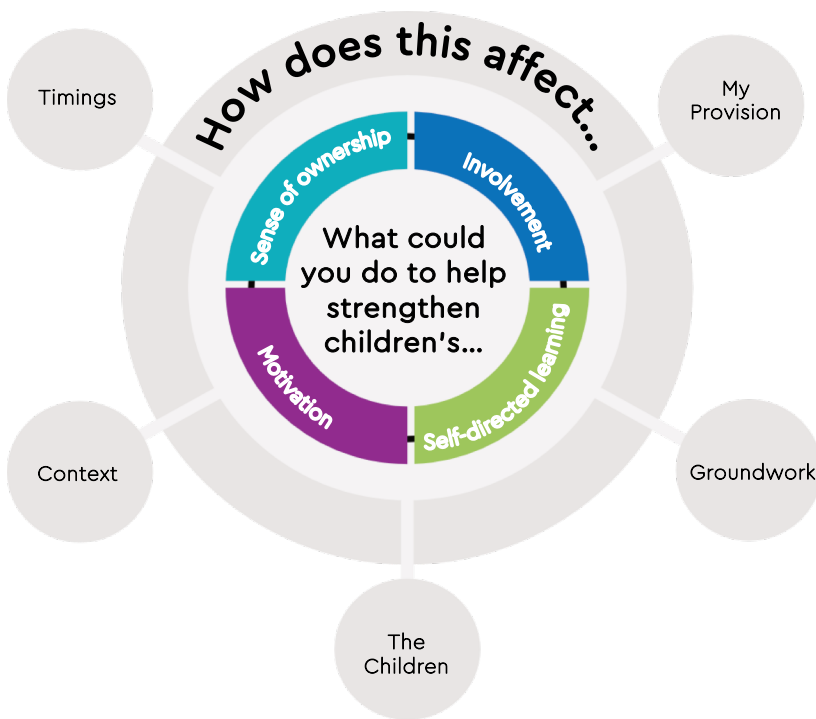 How does this affect...
Timings
My
Provision
Sense of ownership
Involvement
What could
you do to help
strengthen
children's...
Motivation
Self-directed learning
Context
Groundwork
The
Children